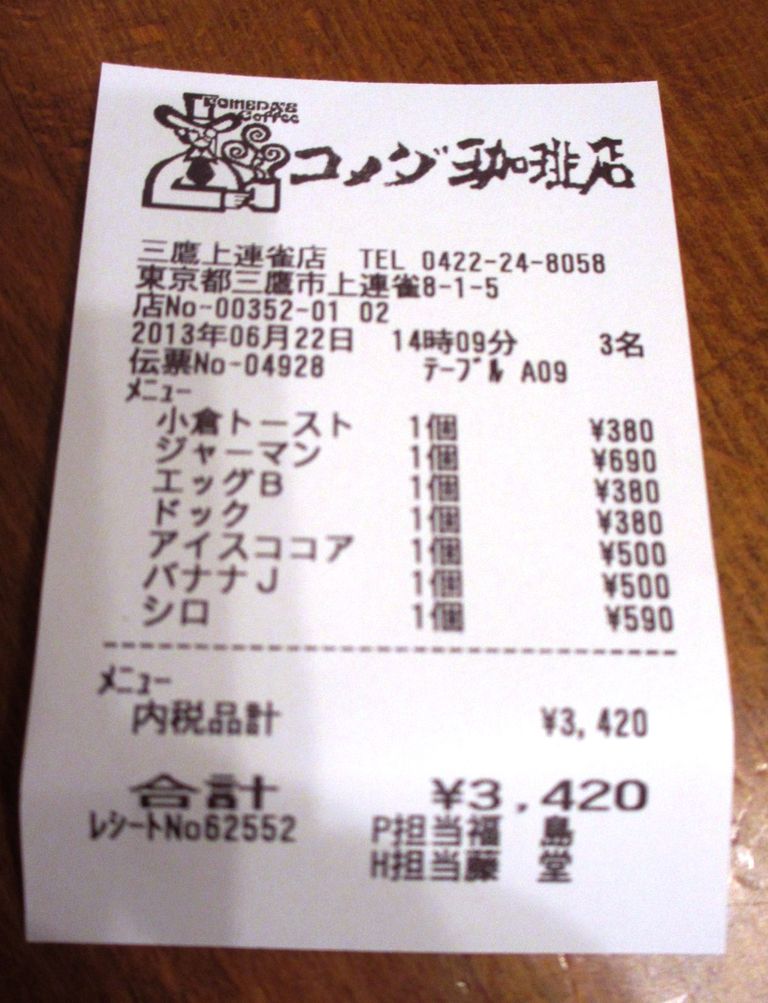 KOMEDA'S
Coffee
コメダ珈琲店
三鷹上連雀店 TEL 0422-24-8058
東京都三鷹市上連雀8-1-5
店No-00352-01 02
2013年06月22日 14時09分 3名
伝票No-04928 ﾃｰﾌﾞﾙ A09
ﾒﾆｭｰ
小倉トースト 1個 ¥380
ジャーマン 1個 ¥690
エッグB 1個 ¥380
ドック 1個 ¥380
アイスココア 1個 ¥500
バナナJ 1個 ¥500
シロ 1個 ¥590
ﾒﾆｭｰ
内税品計 ¥3,420
合計 ¥3,420
ﾚｼｰﾄNo62552 P担当福 島
H担当藤 堂